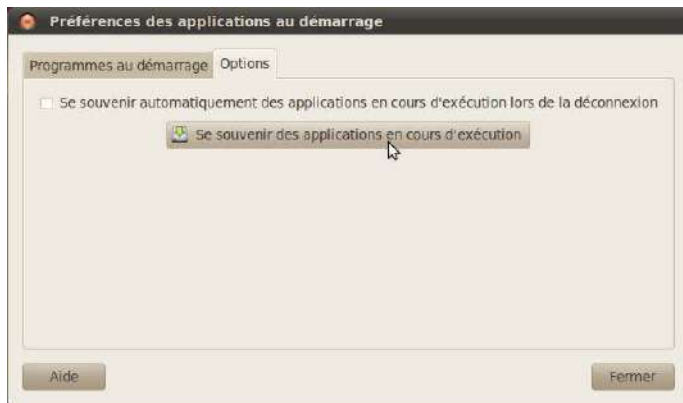 Préférences des applications au démarrage
Programmes au démarrage
Options
Se souvenir automatiquement des applications en cours d'exécution lors de la déconnexion
Se souvenir des applications en cours d'exécution
Aide
Fermer